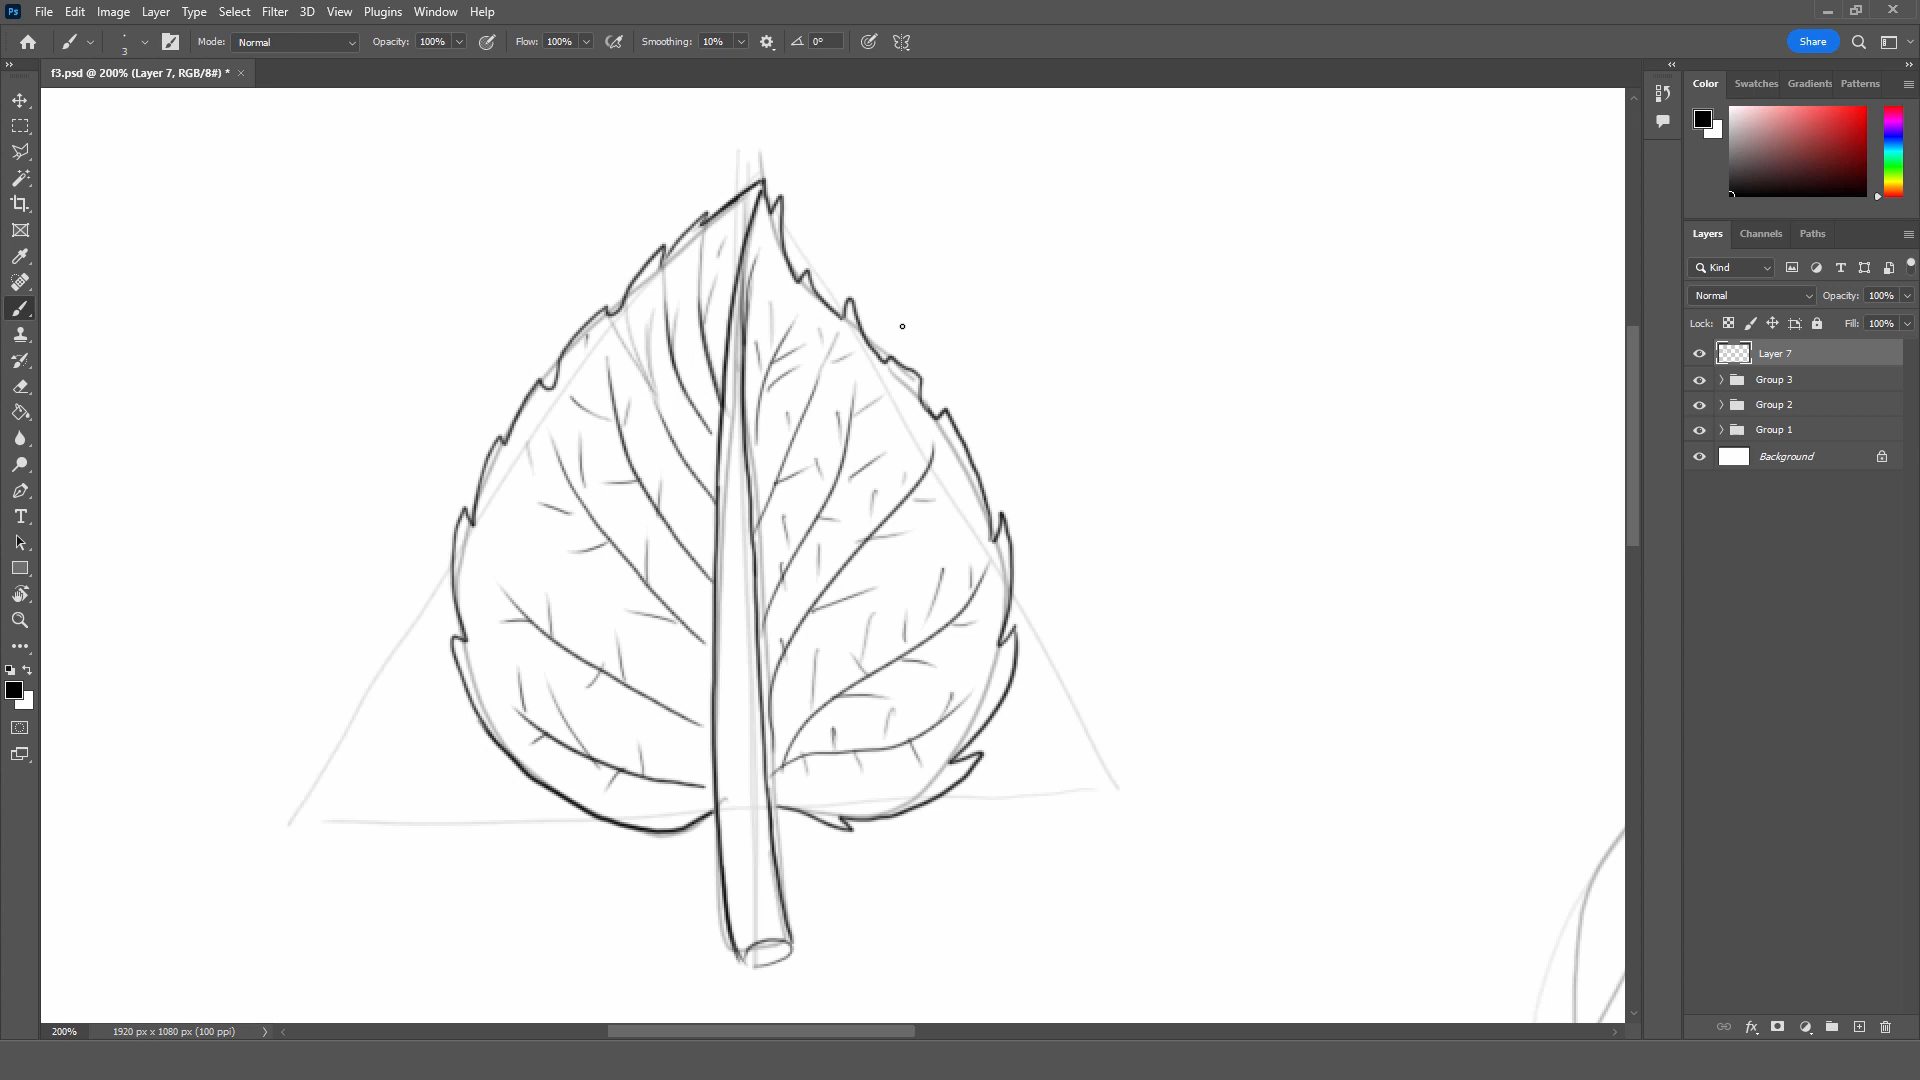 Ps File Edit Image Layer Type Select Filter 3D View Plugins Window Help
3 Mode: Normal Opacity: 100% Flow: 100% Smoothing: 10% 0° Share
f3.psd @ 200% (Layer 7, RGB/8#) *
Color Swatches Gradients Patterns
Layers Channels Paths
Kind
Normal Opacity: 100%
Lock: Fill: 100%
Layer 7
Group 3
Group 2
Group 1
Background
200% 1920 px x 1080 px (100 ppi)
fx